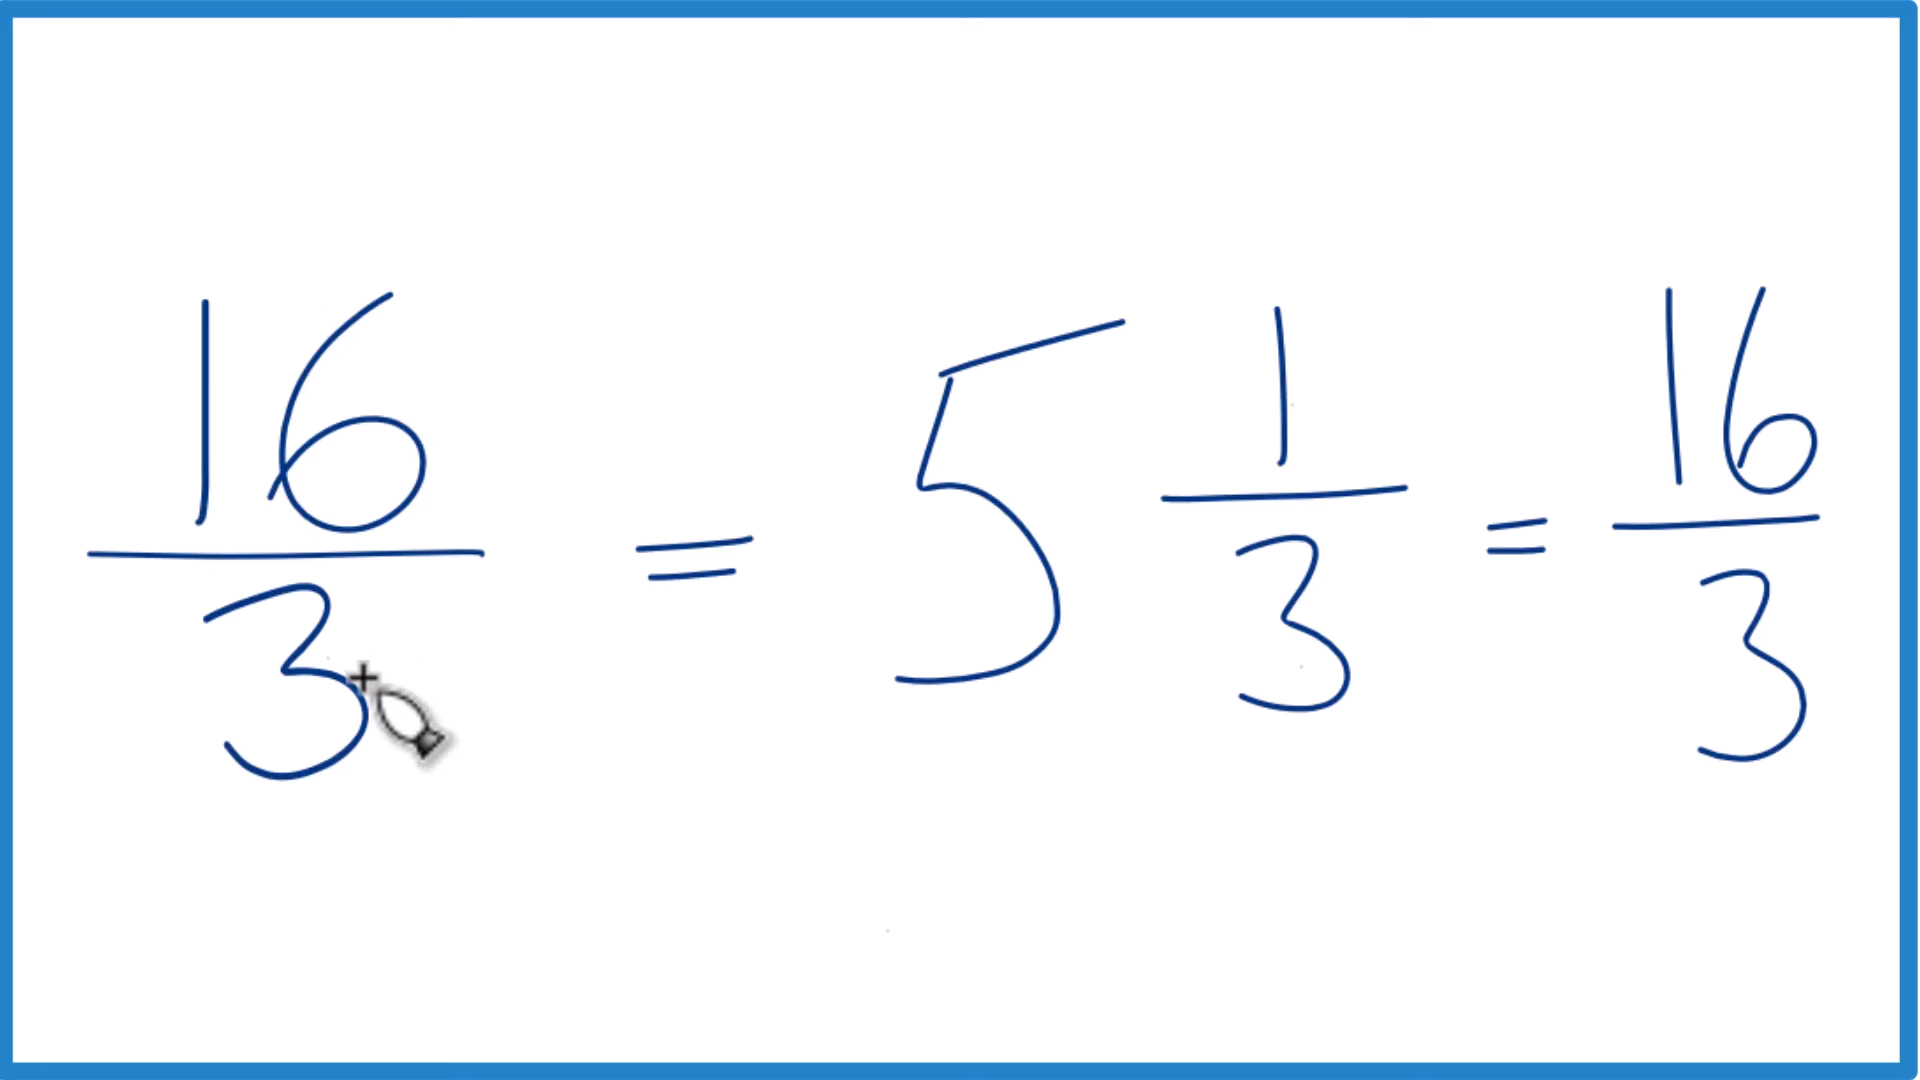 16/3 = 5 1/3 = 16/3